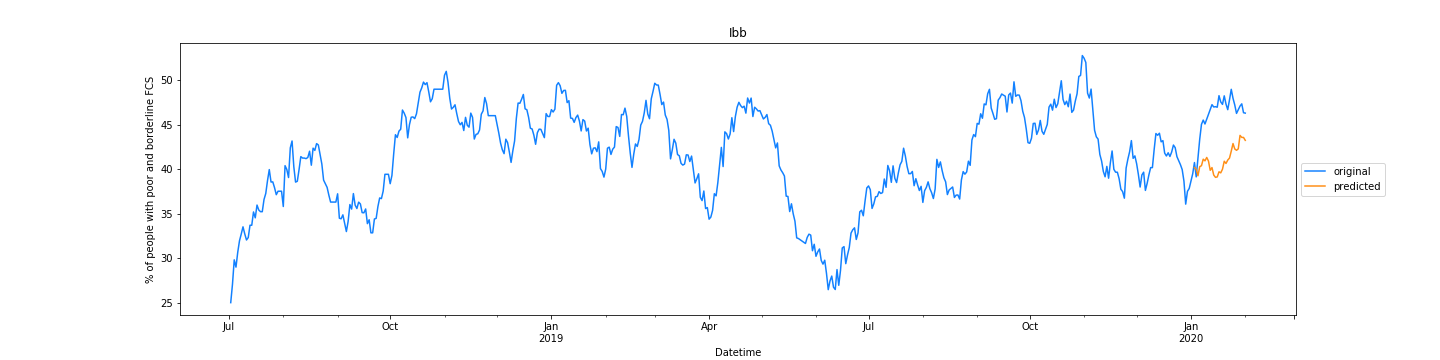 Ibb
% of people with poor and borderline FCS
50
45
40
35
30
25
Jul
Oct
Jan
2019
Apr
Jul
Oct
Jan
2020
Datetime
original
predicted